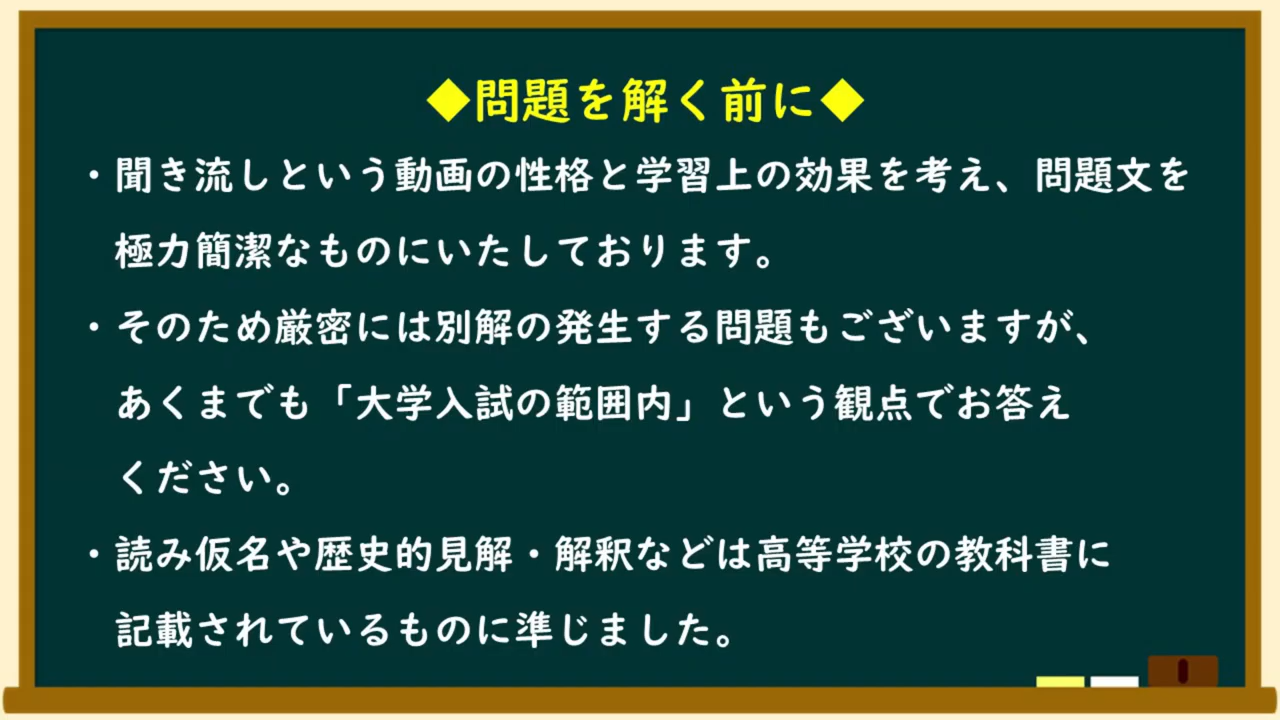 ◆問題を解く前に◆
・聞き流しという動画の性格と学習上の効果を考え、問題文を
極力簡潔なものにいたしております。
・そのため厳密には別解の発生する問題もございますが、
あくまでも「大学入試の範囲内」という観点でお答え
ください。
・読み仮名や歴史的見解・解釈などは高等学校の教科書に
記載されているものに準じました。